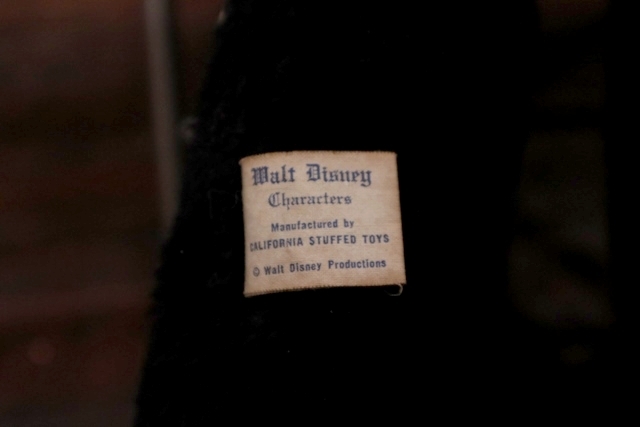 Walt Disney
Characters
Manufactured by
CALIFORNIA STUFFED TOYS
© Walt Disney Productions